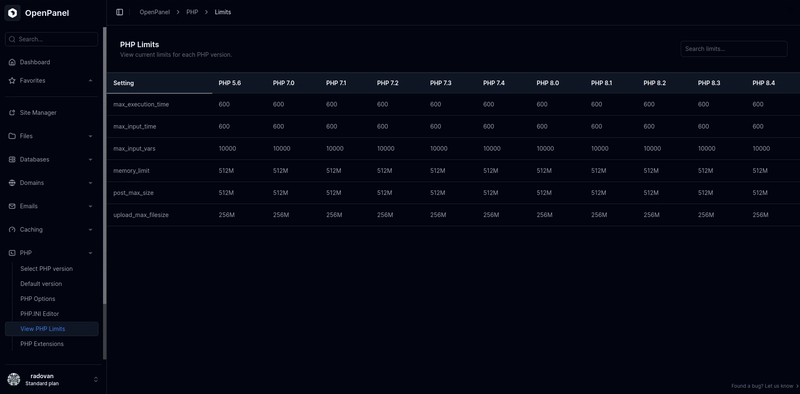 OpenPanel
Search...
Dashboard
Favorites
Site Manager
Files
Databases
Domains
Emails
Caching
PHP
Select PHP version
Default version
PHP Options
PHP.INI Editor
View PHP Limits
PHP Extensions
radovan
Standard plan
OpenPanel > PHP > Limits
PHP Limits
View current limits for each PHP version.
Search limits...
Setting PHP 5.6 PHP 7.0 PHP 7.1 PHP 7.2 PHP 7.3 PHP 7.4 PHP 8.0 PHP 8.1 PHP 8.2 PHP 8.3 PHP 8.4
max_execution_time 600 600 600 600 600 600 600 600 600 600 600
max_input_time 600 600 600 600 600 600 600 600 600 600 600
max_input_vars 10000 10000 10000 10000 10000 10000 10000 10000 10000 10000 10000
memory_limit 512M 512M 512M 512M 512M 512M 512M 512M 512M 512M 512M
post_max_size 512M 512M 512M 512M 512M 512M 512M 512M 512M 512M 512M
upload_max_filesize 256M 256M 256M 256M 256M 256M 256M 256M 256M 256M 256M
Found a bug? Let us know